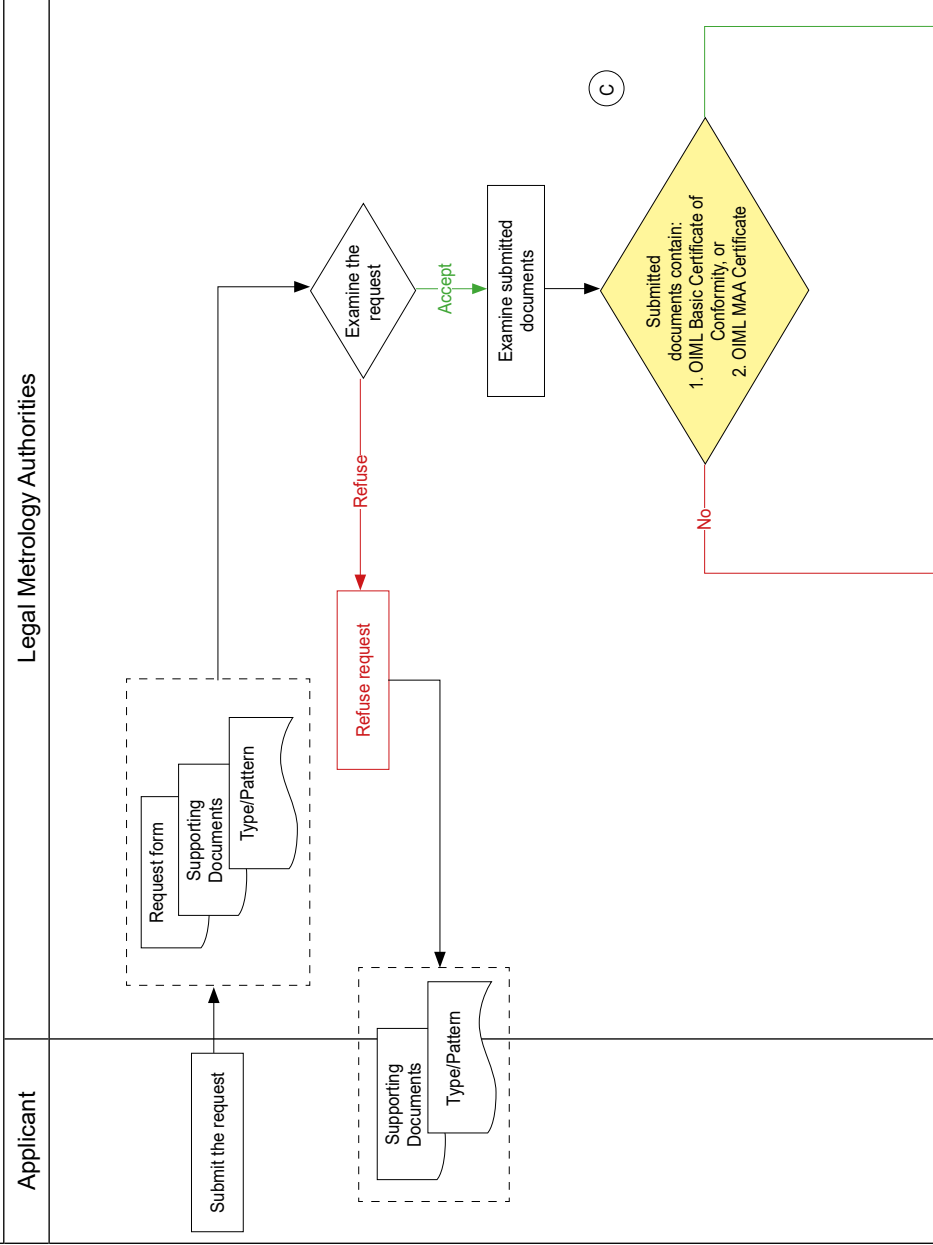 Applicant
Legal Metrology Authorities
Submit the request
Request form
Supporting
Documents
Type/Pattern
Examine the
request
Refuse
Accept
Refuse request
Supporting
Documents
Type/Pattern
Examine submitted
documents
C
Submitted
documents contain:
1. OIML Basic Certificate of
Conformity, or
2. OIML MAA Certificate
No